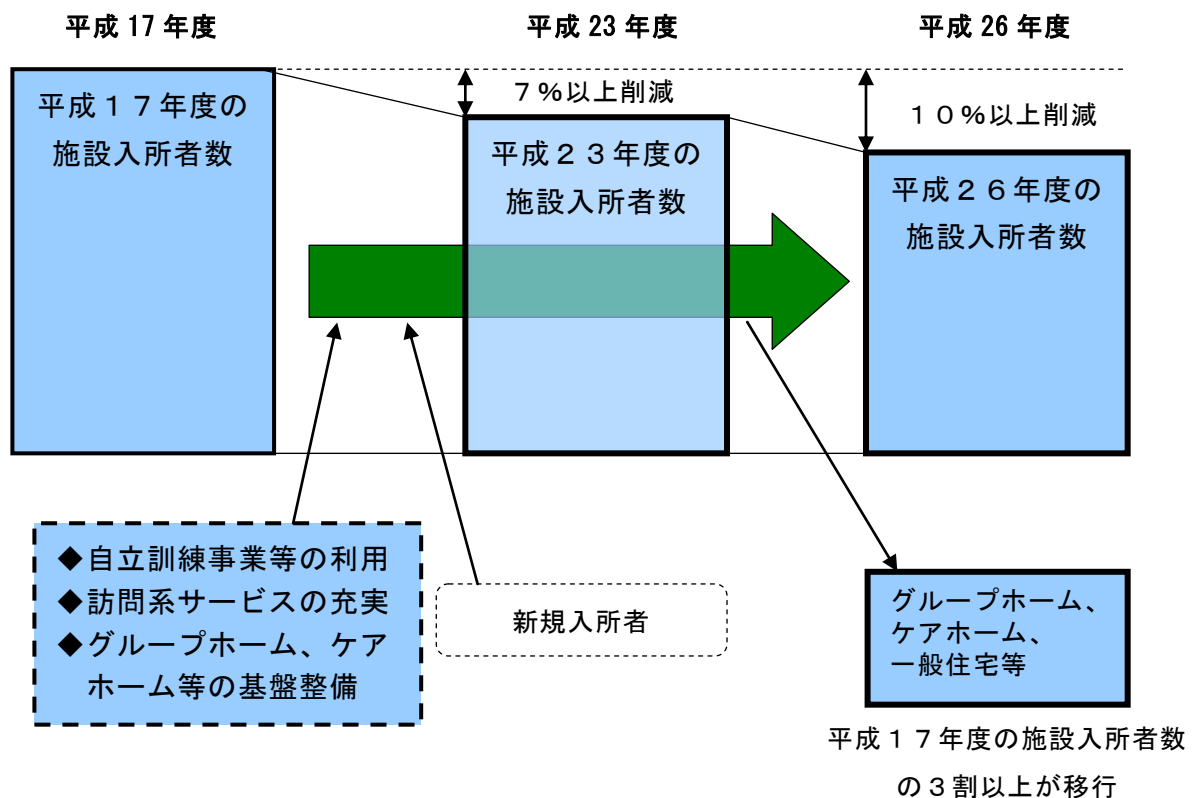 平成 17 年度
平成 23 年度
平成 26 年度
平成１７年度の
施設入所者数
７％以上削減
平成２３年度の
施設入所者数
１０％以上削減
平成２６年度の
施設入所者数
◆自立訓練事業等の利用
◆訪問系サービスの充実
◆グループホーム、ケア
ホーム等の基盤整備
新規入所者
グループホーム、
ケアホーム、
一般住宅等
平成１７年度の施設入所者数
の３割以上が移行